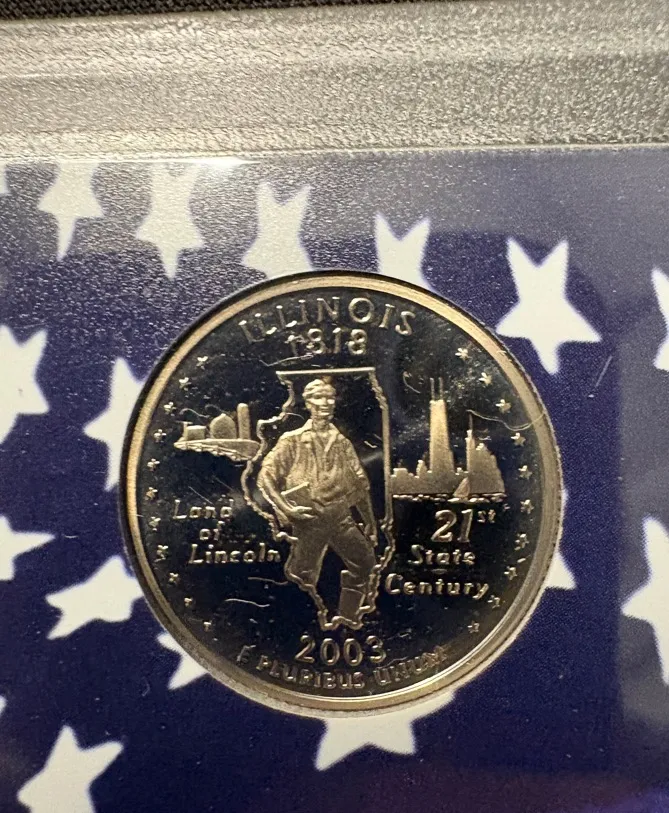 ILLINOIS
1818
Land
of
Lincoln
21st
State
Century
2003
E PLURIBUS UNUM